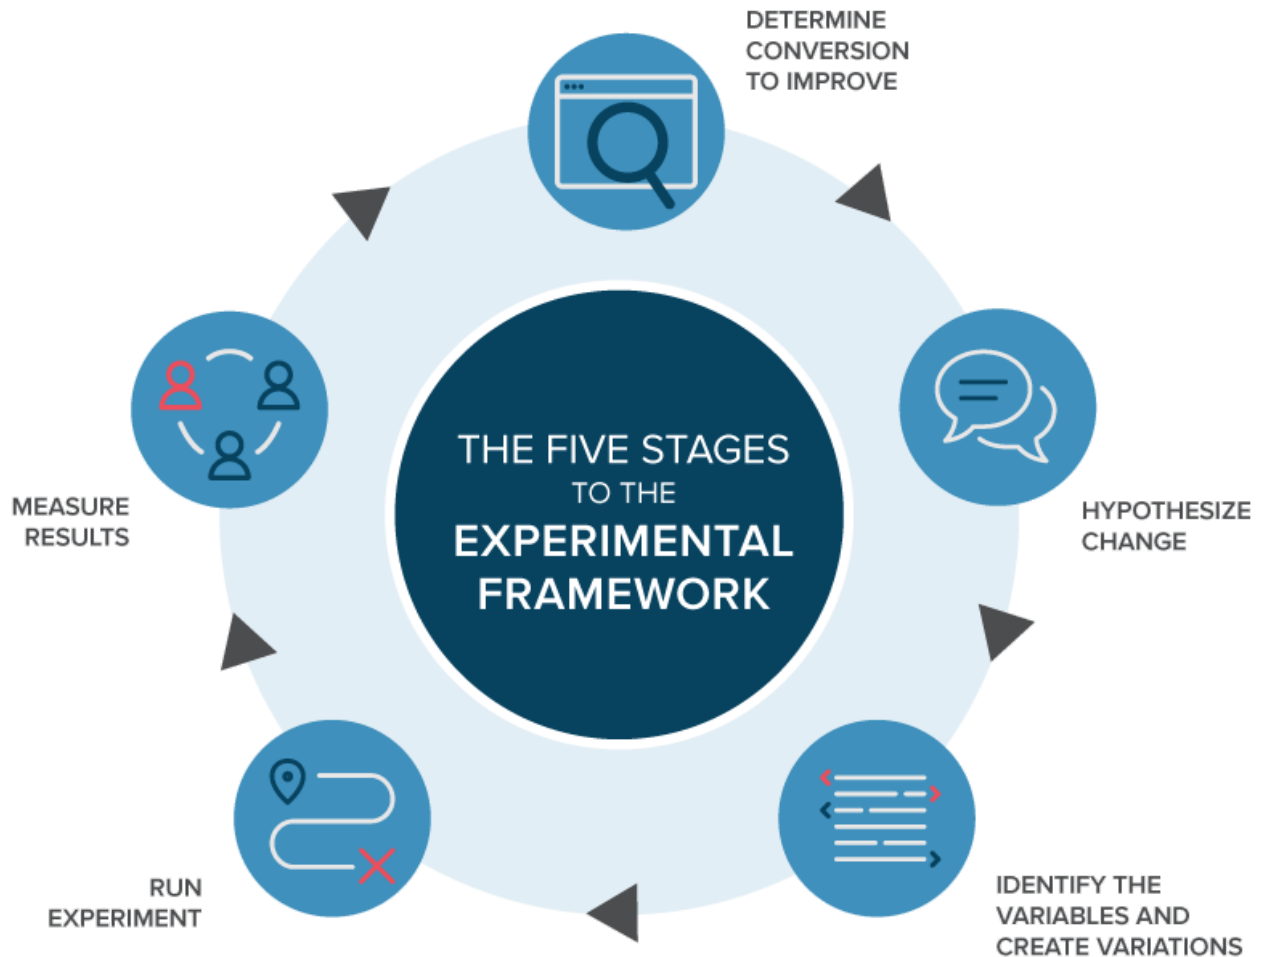 DETERMINE
CONVERSION
TO IMPROVE
THE FIVE STAGES
TO THE
EXPERIMENTAL
FRAMEWORK
HYPOTHESIZE
CHANGE
IDENTIFY THE
VARIABLES AND
CREATE VARIATIONS
RUN
EXPERIMENT
MEASURE
RESULTS